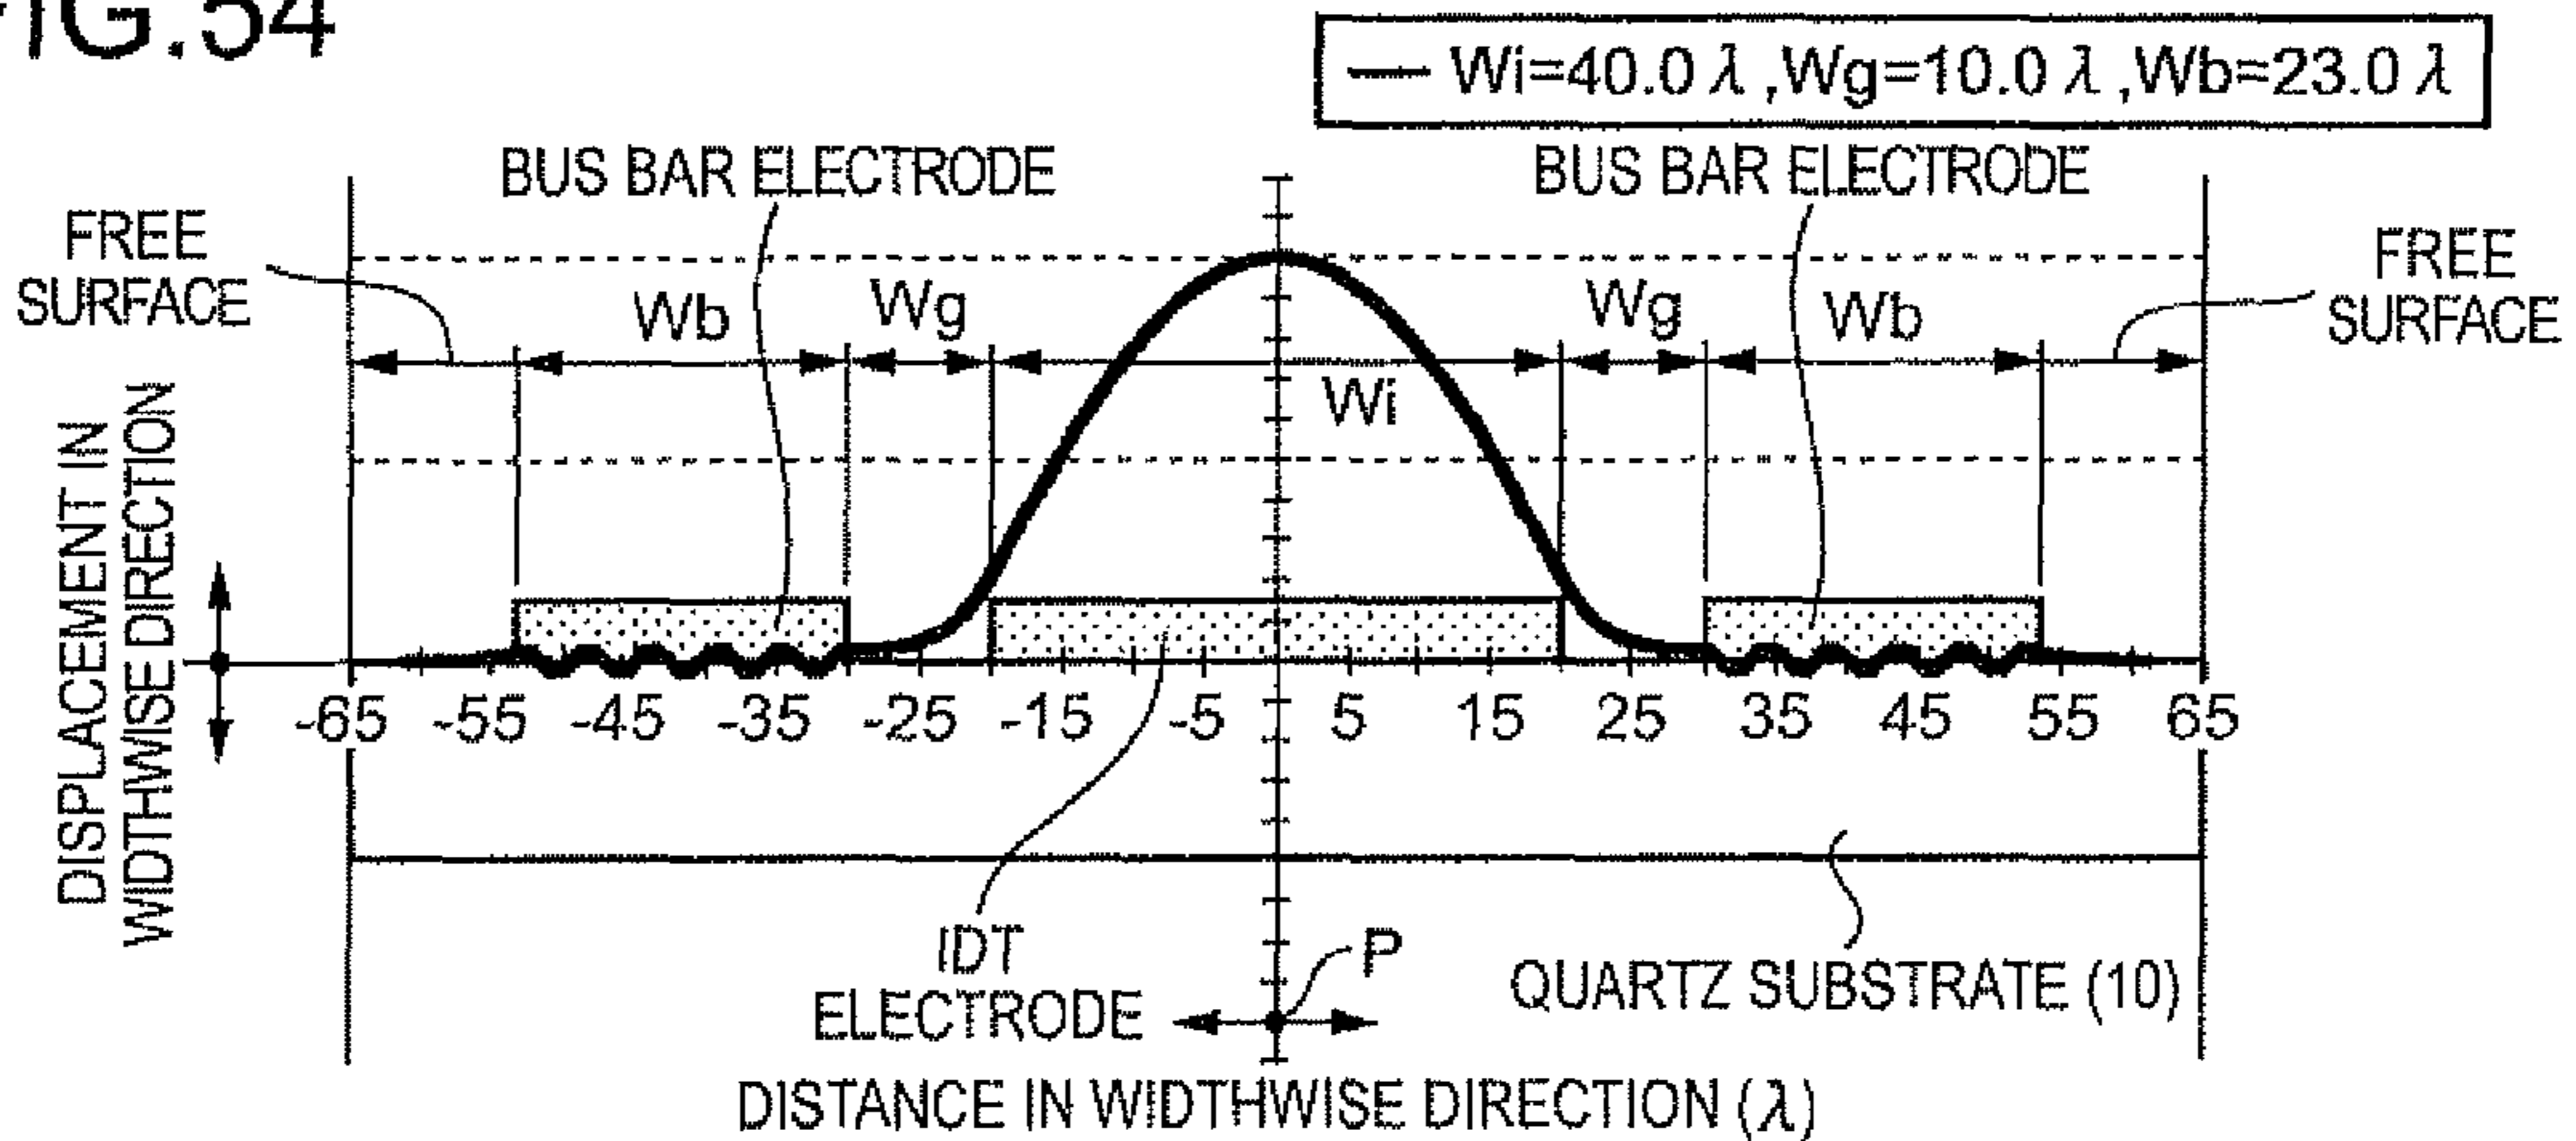 FIG.54
Wi=40.0 λ ,Wg=10.0 λ ,Wb=23.0 λ
BUS BAR ELECTRODE
BUS BAR ELECTRODE
FREE
SURFACE
FREE
SURFACE
Wb
Wg
Wi
Wg
Wb
DISPLACEMENT IN
WIDTHWISE DIRECTION
-65 -55 -45 -35 -25 -15 -5 5 15 25 35 45 55 65
IDT
ELECTRODE
P
QUARTZ SUBSTRATE (10)
DISTANCE IN WIDTHWISE DIRECTION (λ)